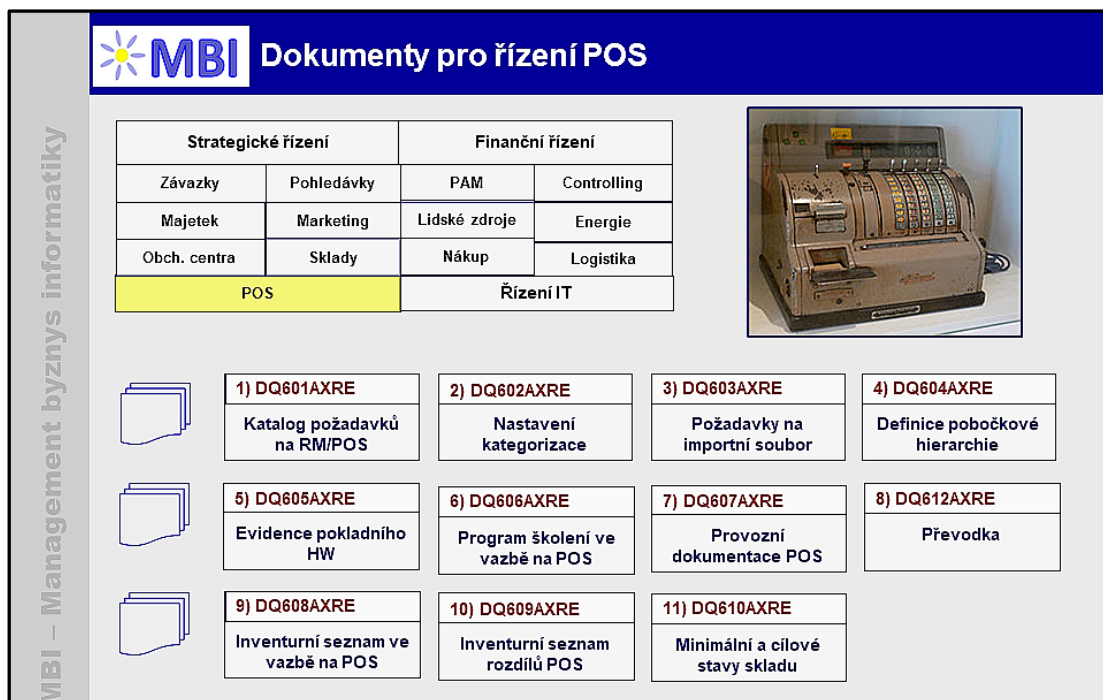 MBI
Dokumenty pro řízení POS
MBI – Management byznys informatiky
Strategické řízení
Finanční řízení
Závazky
Pohledávky
PAM
Controlling
Majetek
Marketing
Lidské zdroje
Energie
Obch. centra
Sklady
Nákup
Logistika
POS
Řízení IT
1) DQ601AXRE
Katalog požadavků
na RM/POS
2) DQ602AXRE
Nastavení
kategorizace
3) DQ603AXRE
Požadavky na
importní soubor
4) DQ604AXRE
Definice pobočkové
hierarchie
5) DQ605AXRE
Evidence pokladního
HW
6) DQ606AXRE
Program školení ve
vazbě na POS
7) DQ607AXRE
Provozní
dokumentace POS
8) DQ612AXRE
Převodka
9) DQ608AXRE
Inventurní seznam ve
vazbě na POS
10) DQ609AXRE
Inventurní seznam
rozdílů POS
11) DQ610AXRE
Minimální a cílové
stavy skladu